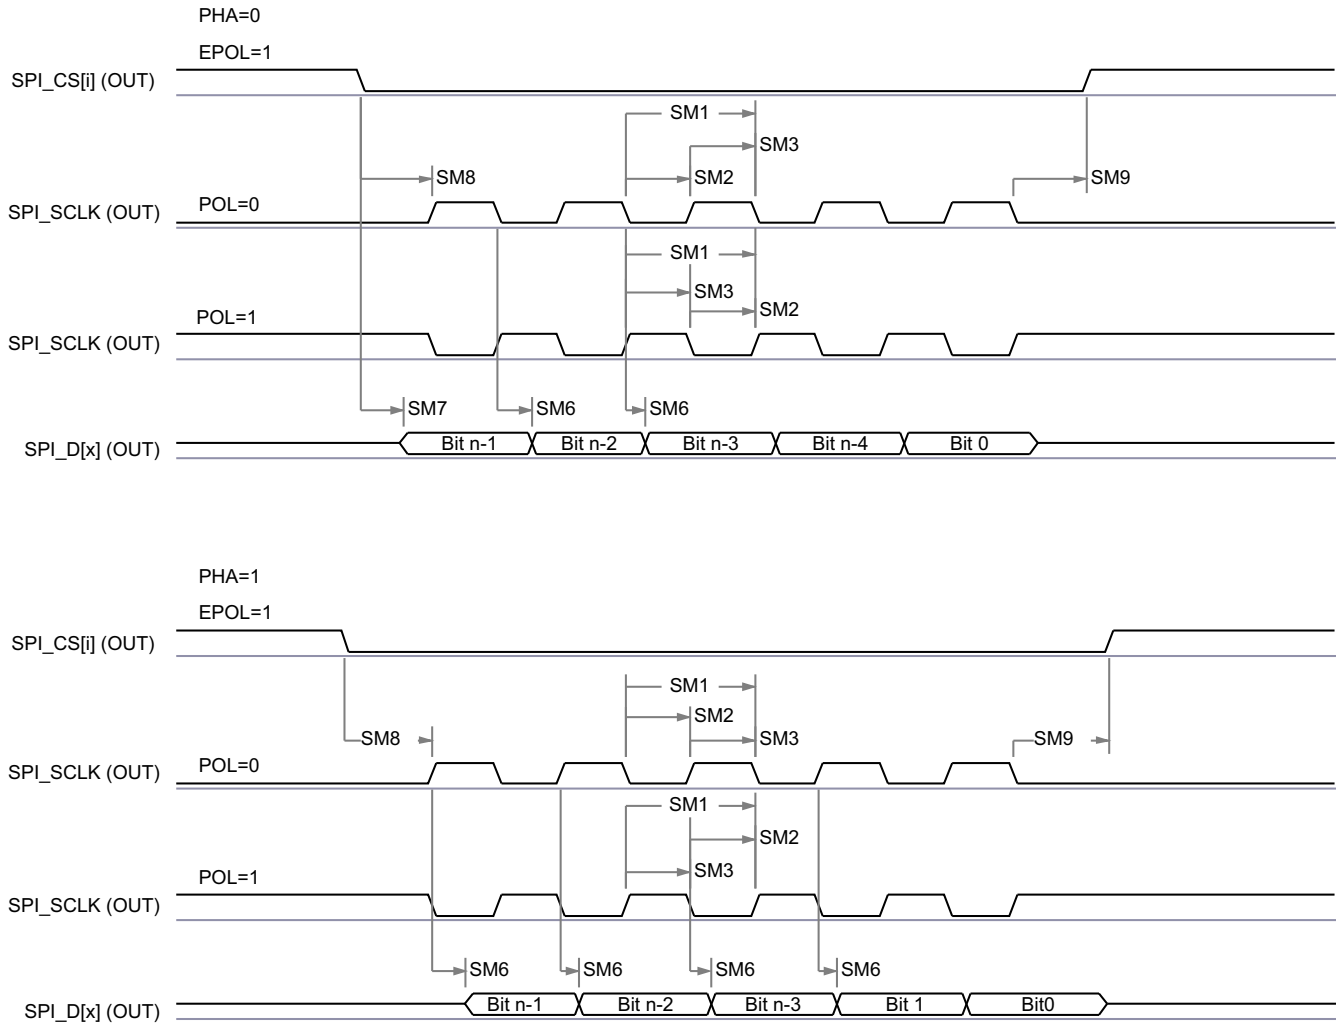 PHA=0
EPOL=1
SPI_CS[i] (OUT)
SM1
SM3
SM8
SM2
SM9
SPI_SCLK (OUT)
POL=0
SM1
SM3
SM2
POL=1
SPI_SCLK (OUT)
SM7
SM6
SM6
SPI_D[x] (OUT)
Bit n-1
Bit n-2
Bit n-3
Bit n-4
Bit 0
PHA=1
EPOL=1
SPI_CS[i] (OUT)
SM1
SM2
SM8
SM3
SM9
SPI_SCLK (OUT)
POL=0
SM1
SM2
SM3
POL=1
SPI_SCLK (OUT)
SM6
SM6
SM6
SM6
SPI_D[x] (OUT)
Bit n-1
Bit n-2
Bit n-3
Bit 1
Bit0